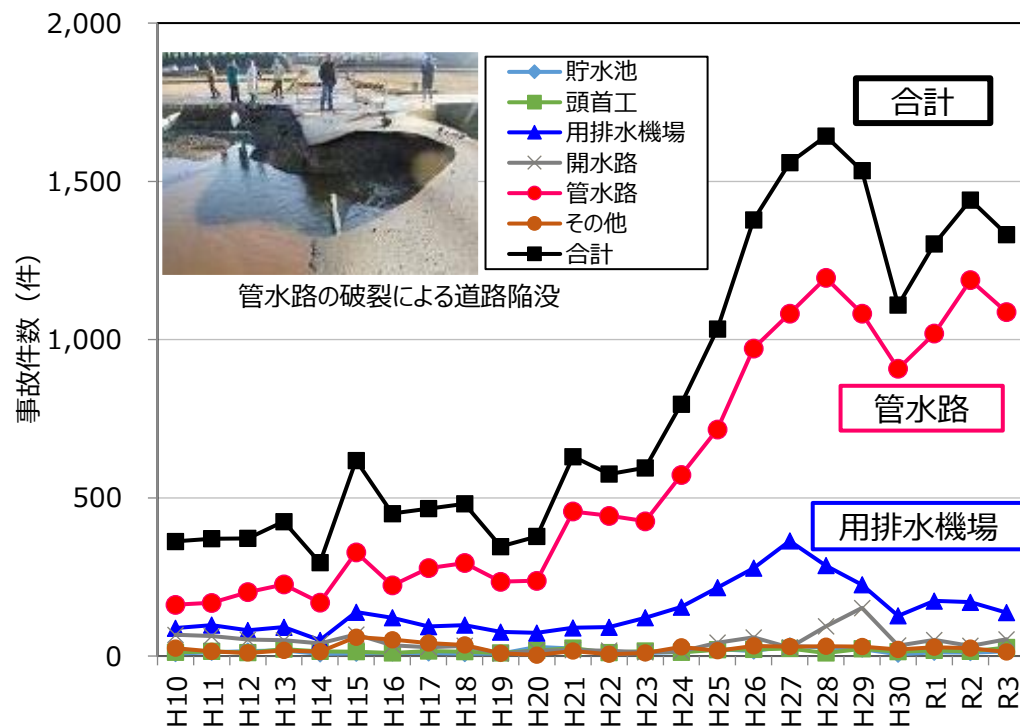 2,000
1,500
1,000
500
0
事故件数（件）
貯水池
頭首工
用排水機場
開水路
管水路
その他
合計
管水路の破裂による道路陥没
合計
管水路
用排水機場
H10 H11 H12 H13 H14 H15 H16 H17 H18 H19 H20 H21 H22 H23 H24 H25 H26 H27 H28 H29 H30 R1 R2 R3